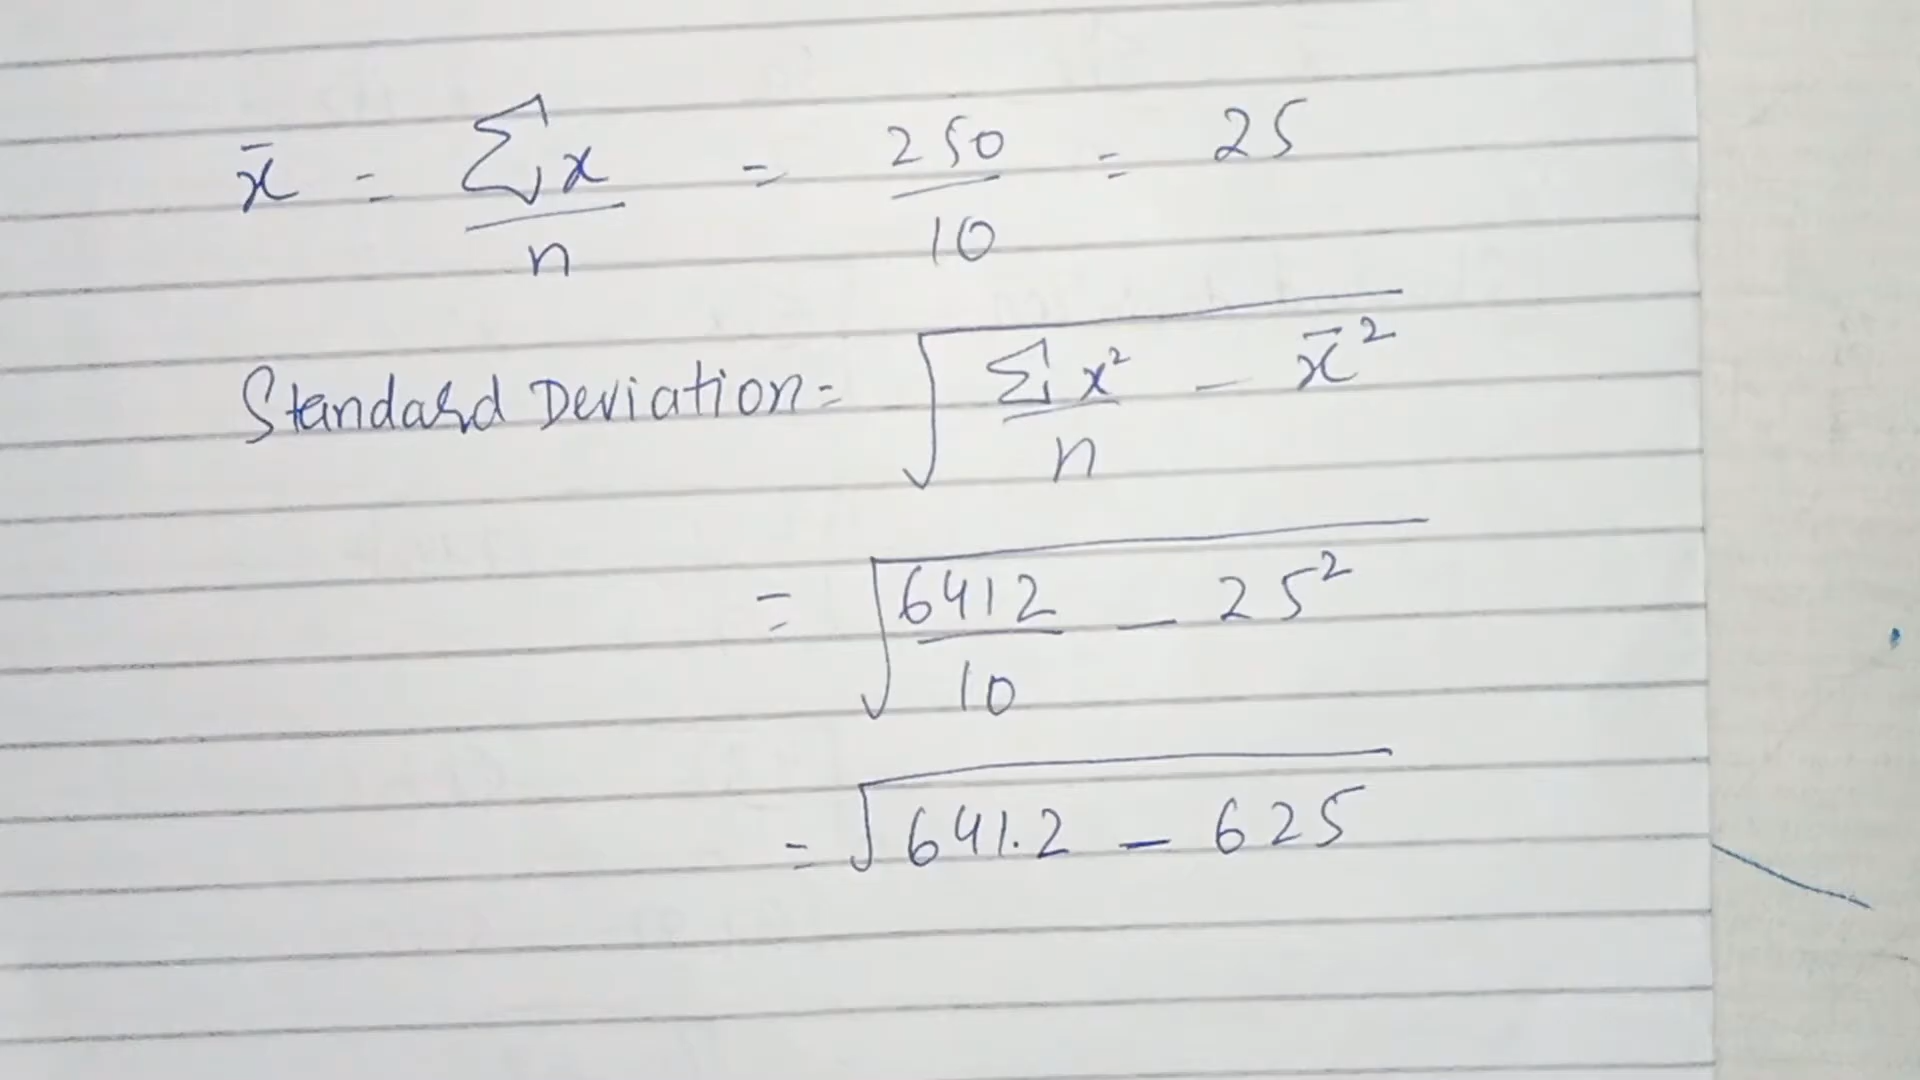 x̄ = Σx/n = 250/10 = 25
Standard Deviation = √(Σx²/n − x̄²)
= √(6412/10 − 25²)
= √(641.2 − 625)